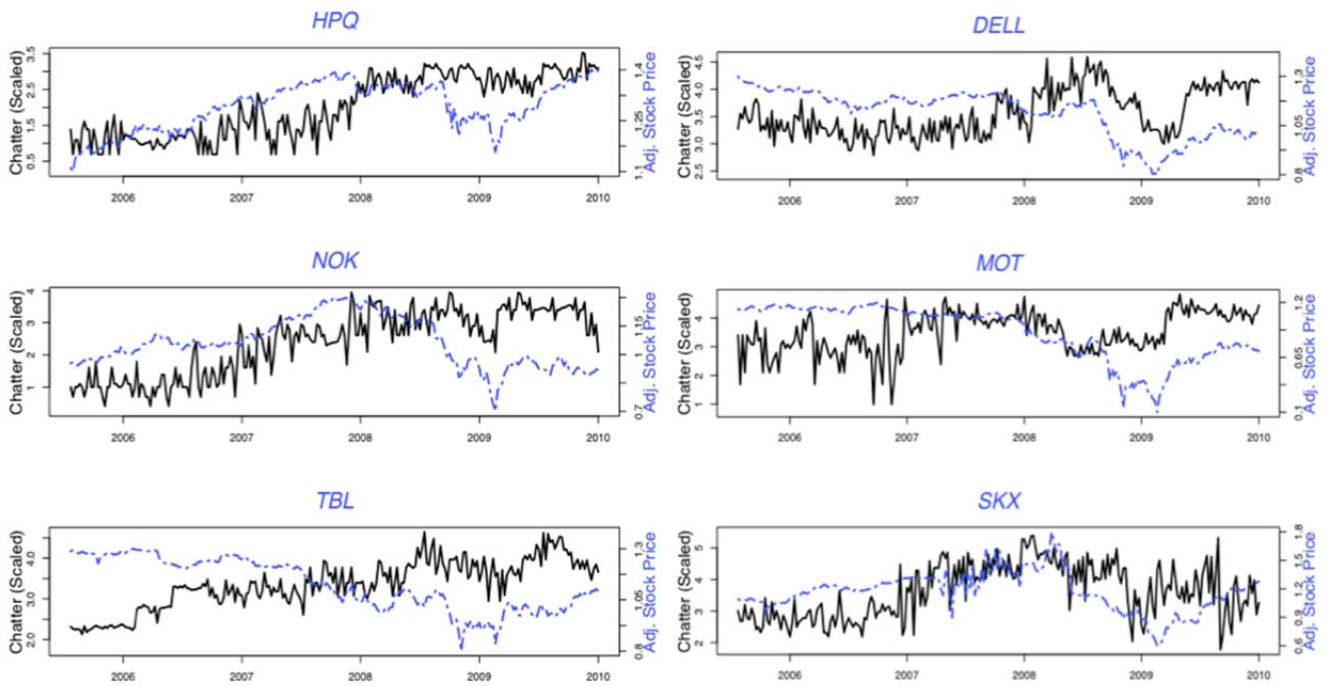 HPQ
Chatter (Scaled)
3.5
2.5
1.5
0.5
1.4
1.25
1.1
Adj. Stock Price
2006 2007 2008 2009 2010
DELL
Chatter (Scaled)
4.5
4.0
3.5
3.0
2.5
1.3
1.05
0.8
Adj. Stock Price
2006 2007 2008 2009 2010
NOK
Chatter (Scaled)
4
3
2
1
1.15
1
0.7
Adj. Stock Price
2006 2007 2008 2009 2010
MOT
Chatter (Scaled)
4
3
2
1
1.2
0.65
0.1
Adj. Stock Price
2006 2007 2008 2009 2010
TBL
Chatter (Scaled)
4.0
3.0
2.0
1.3
1.05
0.8
Adj. Stock Price
2006 2007 2008 2009 2010
SKX
Chatter (Scaled)
5
4
3
2
1.8
1.5
1.2
0.9
0.6
Adj. Stock Price
2006 2007 2008 2009 2010